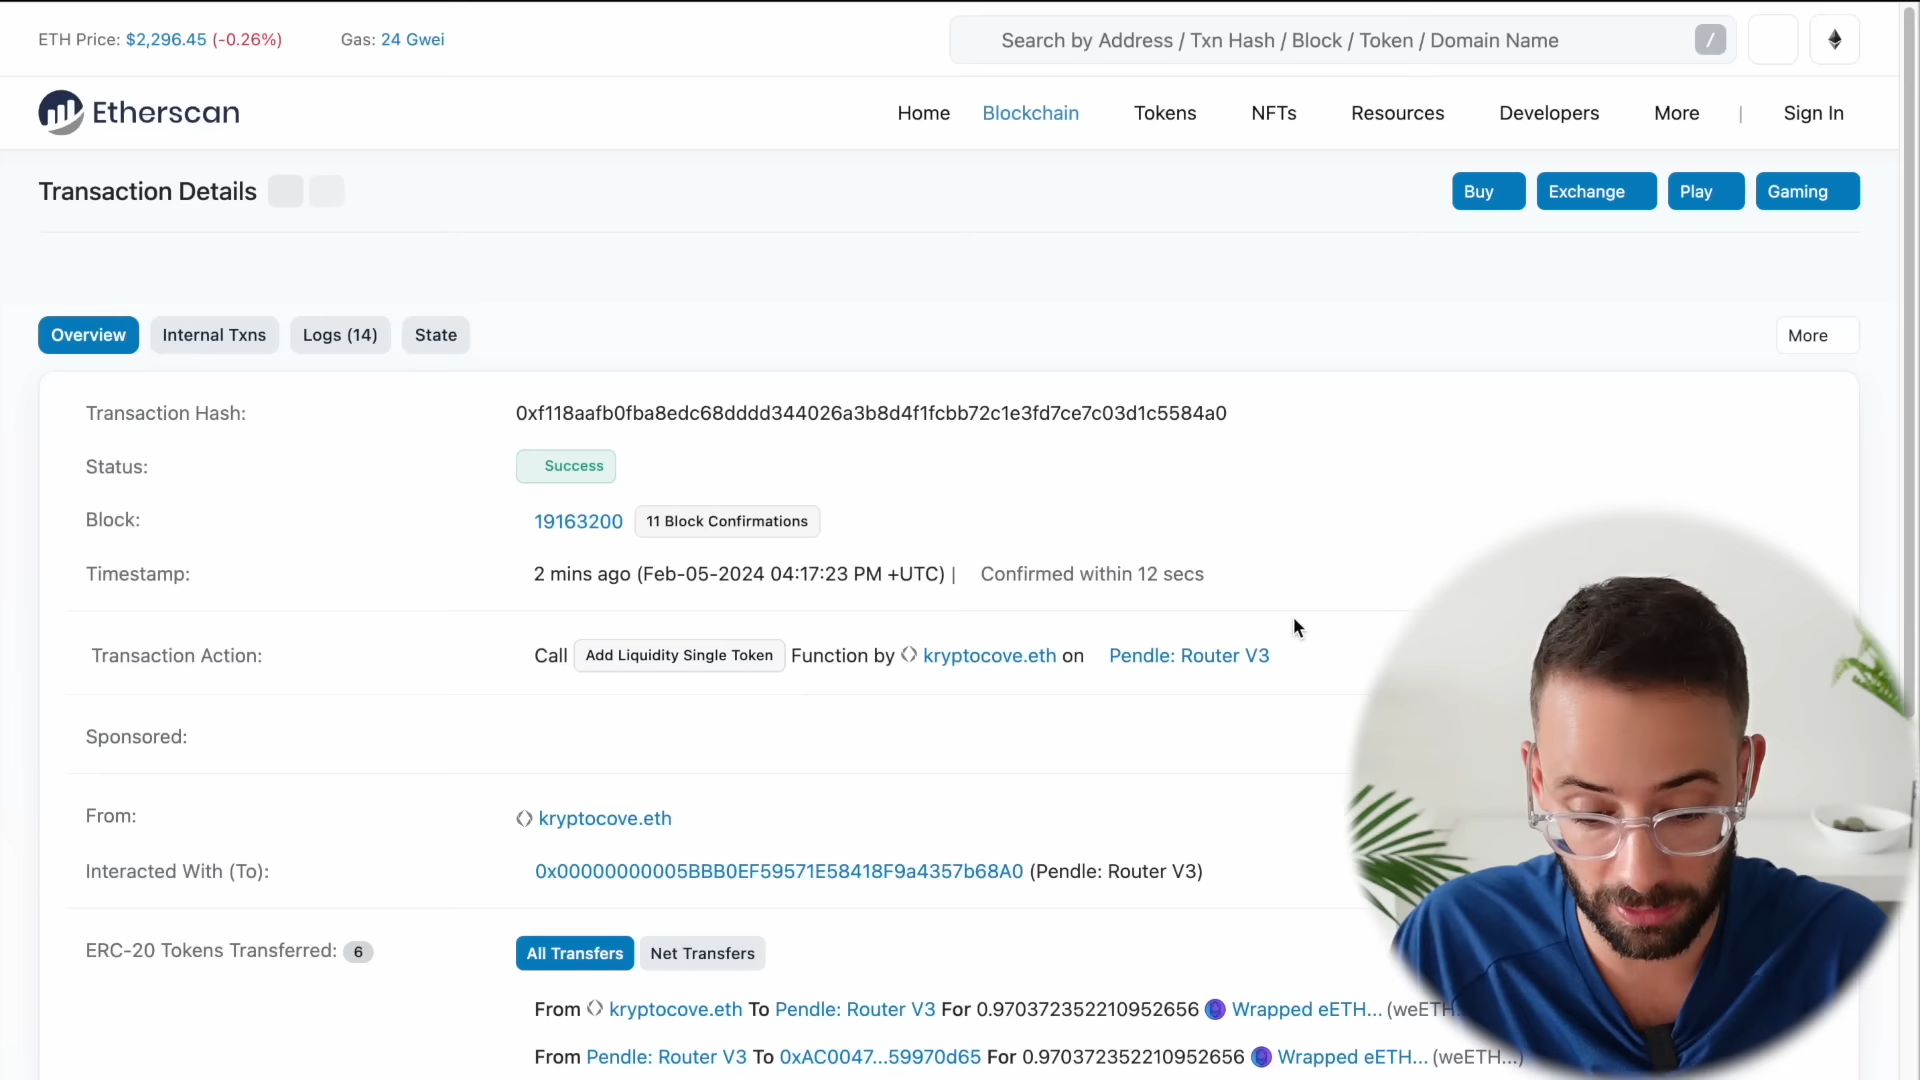 ETH Price: $2,296.45 (-0.26%) Gas: 24 Gwei
Search by Address / Txn Hash / Block / Token / Domain Name /
Etherscan
Home Blockchain Tokens NFTs Resources Developers More | Sign In
Transaction Details
Buy Exchange Play Gaming
Overview Internal Txns Logs (14) State More
Transaction Hash: 0xf118aafb0fba8edc68dddd344026a3b8d4f1fcbb72c1e3fd7ce7c03d1c5584a0
Status: Success
Block: 19163200 11 Block Confirmations
Timestamp: 2 mins ago (Feb-05-2024 04:17:23 PM +UTC) | Confirmed within 12 secs
Transaction Action: Call Add Liquidity Single Token Function by kryptocove.eth on Pendle: Router V3
Sponsored:
From: kryptocove.eth
Interacted With (To): 0x00000000005BBB0EF59571E58418F9a4357b68A0 (Pendle: Router V3)
ERC-20 Tokens Transferred: 6 All Transfers Net Transfers
From kryptocove.eth To Pendle: Router V3 For 0.970372352210952656 Wrapped eETH... (weETH...
From Pendle: Router V3 To 0xAC0047...59970d65 For 0.970372352210952656 Wrapped eETH... (weETH...)